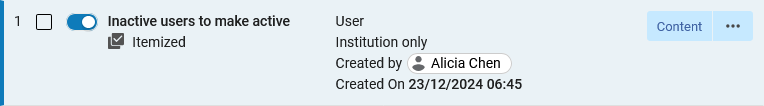 1 Inactive users to make active
Itemized
User
Institution only
Created by Alicia Chen
Created On 23/12/2024 06:45
Content •••